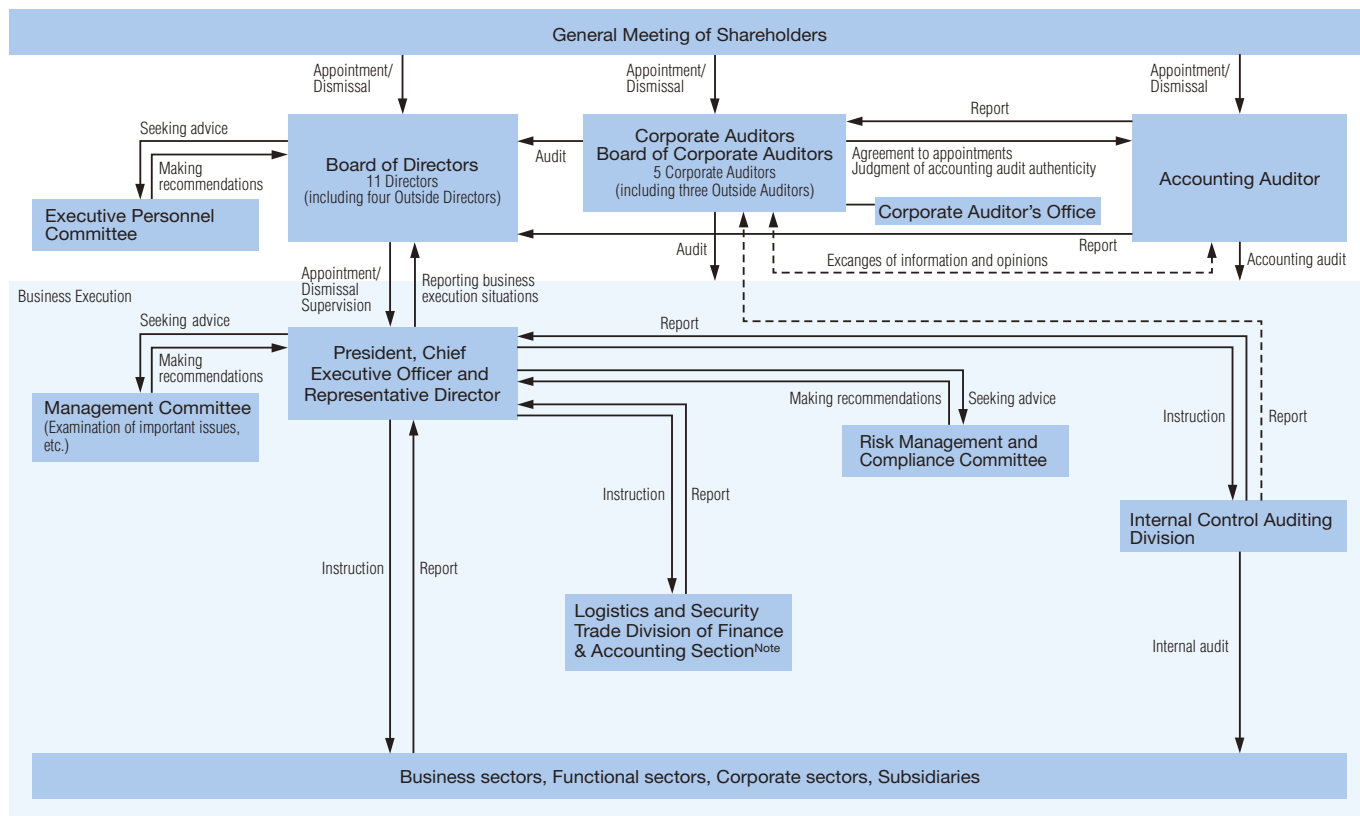 General Meeting of Shareholders
Appointment/
Dismissal
Appointment/
Dismissal
Appointment/
Dismissal
Seeking advice
Making
recommendations
Executive Personnel
Committee
Board of Directors
11 Directors
(including four Outside Directors)
Audit
Corporate Auditors
Board of Corporate Auditors
5 Corporate Auditors
(including three Outside Auditors)
Report
Agreement to appointments
Judgment of accounting audit authenticity
Corporate Auditor's Office
Accounting Auditor
Report
Audit
Excanges of information and opinions
Accounting audit
Appointment/
Dismissal
Supervision
Reporting business
execution situations
Business Execution
Seeking advice
Making
recommendations
Management Committee
(Examination of important issues,
etc.)
President, Chief
Executive Officer and
Representative Director
Report
Making recommendations
Seeking advice
Risk Management and
Compliance Committee
Instruction
Report
Internal Control Auditing
Division
Instruction
Report
Logistics and Security
Trade Division of Finance
& Accounting SectionNote
Instruction
Report
Internal audit
Business sectors, Functional sectors, Corporate sectors, Subsidiaries